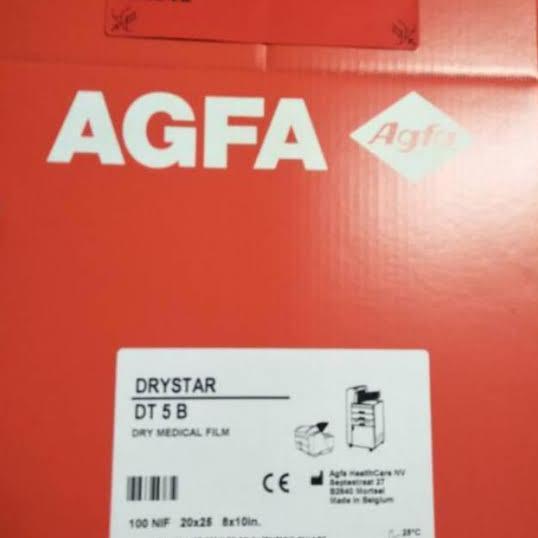 AGFA
Agfa
DRYSTAR
DT 5 B
DRY MEDICAL FILM
CE
Agfa HealthCare NV
Septestraat 27
B2640 Mortsel
Made in Belgium
100 NIF 20x25 8x10in.
25°C